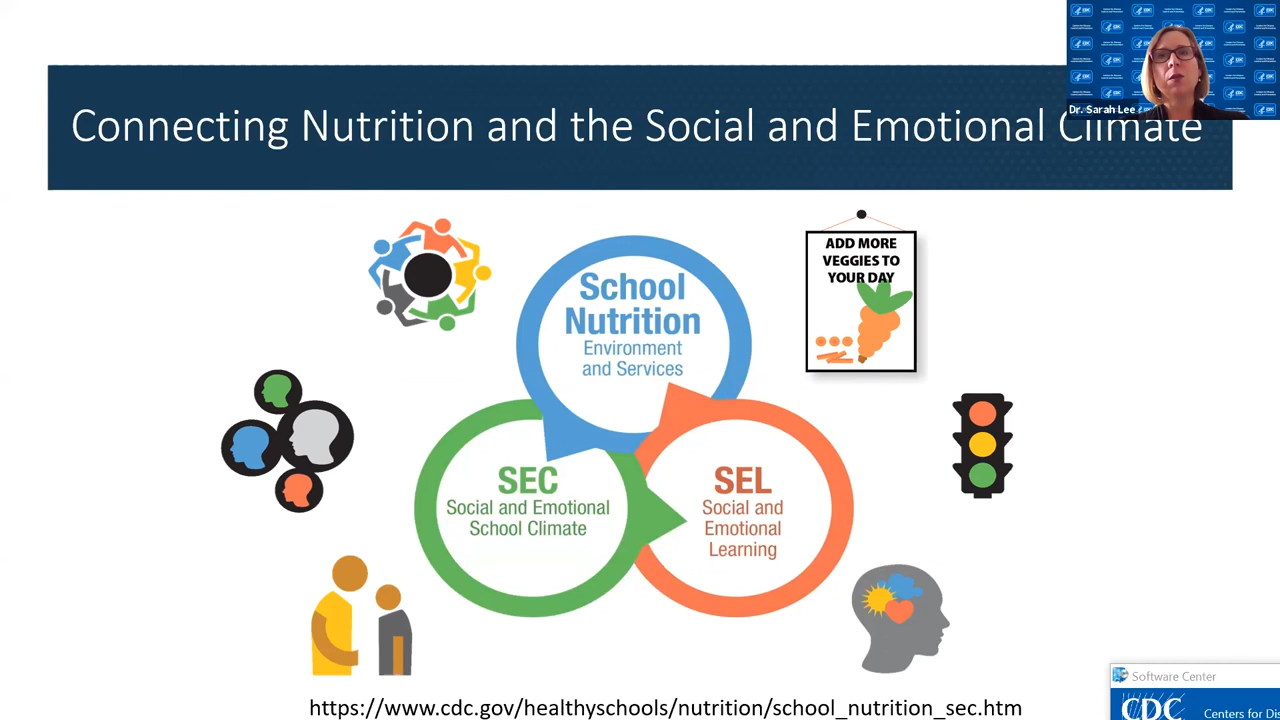 Connecting Nutrition and the Social and Emotional Climate
Dr. Sarah Lee
ADD MORE
VEGGIES TO
YOUR DAY
School
Nutrition
Environment
and Services
SEC
Social and Emotional
School Climate
SEL
Social and
Emotional
Learning
https://www.cdc.gov/healthyschools/nutrition/school_nutrition_sec.htm
Software Center
CDC
Centers for Dis